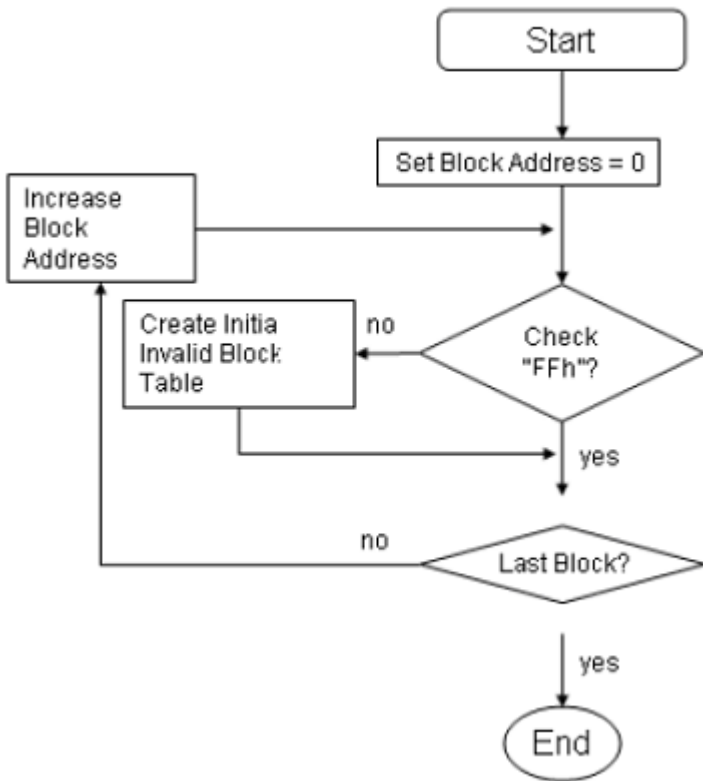 Start
Set Block Address = 0
Increase
Block
Address
Create Initia
Invalid Block
Table
no
Check
"FFh"?
yes
no
Last Block?
yes
End